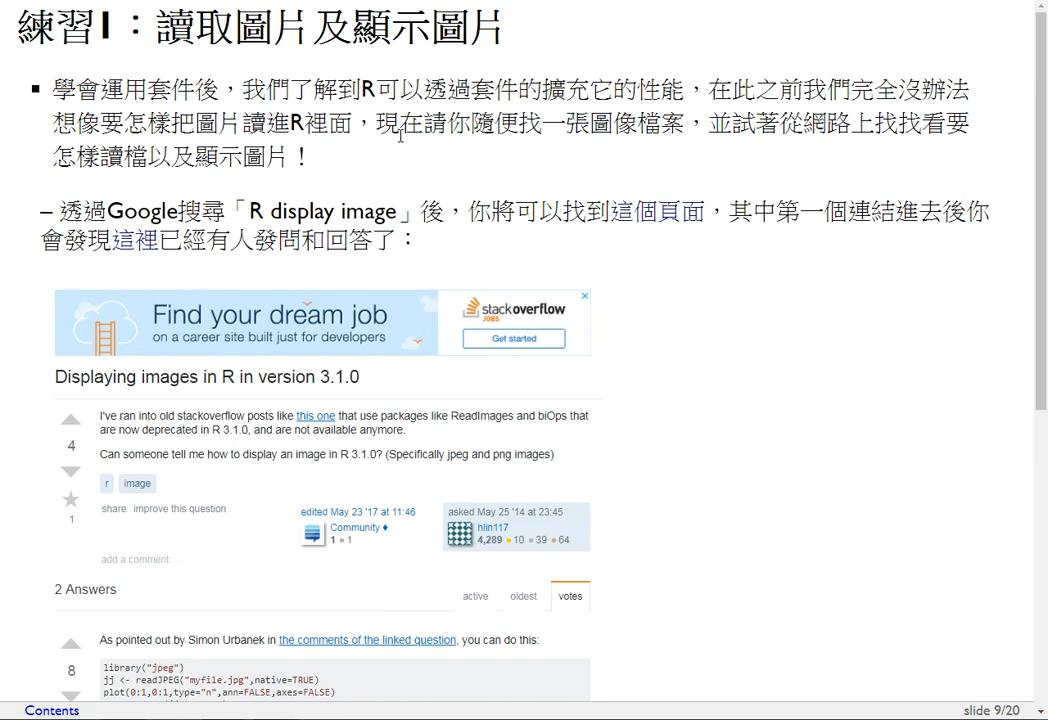 練習1：讀取圖片及顯示圖片
▪ 學會運用套件後，我們了解到R可以透過套件的擴充它的性能，在此之前我們完全沒辦法
想像要怎樣把圖片讀進R裡面，現在請你隨便找一張圖像檔案，並試著從網路上找找看要
怎樣讀檔以及顯示圖片！
– 透過Google搜尋「R display image」後，你將可以找到這個頁面，其中第一個連結進去後你
會發現這裡已經有人發問和回答了：
Find your dream job
on a career site built just for developers
stackoverflow
JOBS
Get started
Displaying images in R in version 3.1.0
I've ran into old stackoverflow posts like this one that use packages like ReadImages and biOps that
are now deprecated in R 3.1.0, and are not available anymore.
4
Can someone tell me how to display an image in R 3.1.0? (Specifically jpeg and png images)
r image
1
share improve this question
edited May 23 '17 at 11:46
Community ♦
1 ● 1
asked May 25 '14 at 23:45
hlin117
4,289 ● 10 ● 39 ● 64
add a comment
2 Answers
active oldest votes
As pointed out by Simon Urbanek in the comments of the linked question, you can do this:
8
library("jpeg")
jj <- readJPEG("myfile.jpg",native=TRUE)
plot(0:1,0:1,type="n",ann=FALSE,axes=FALSE)
Contents
slide 9/20